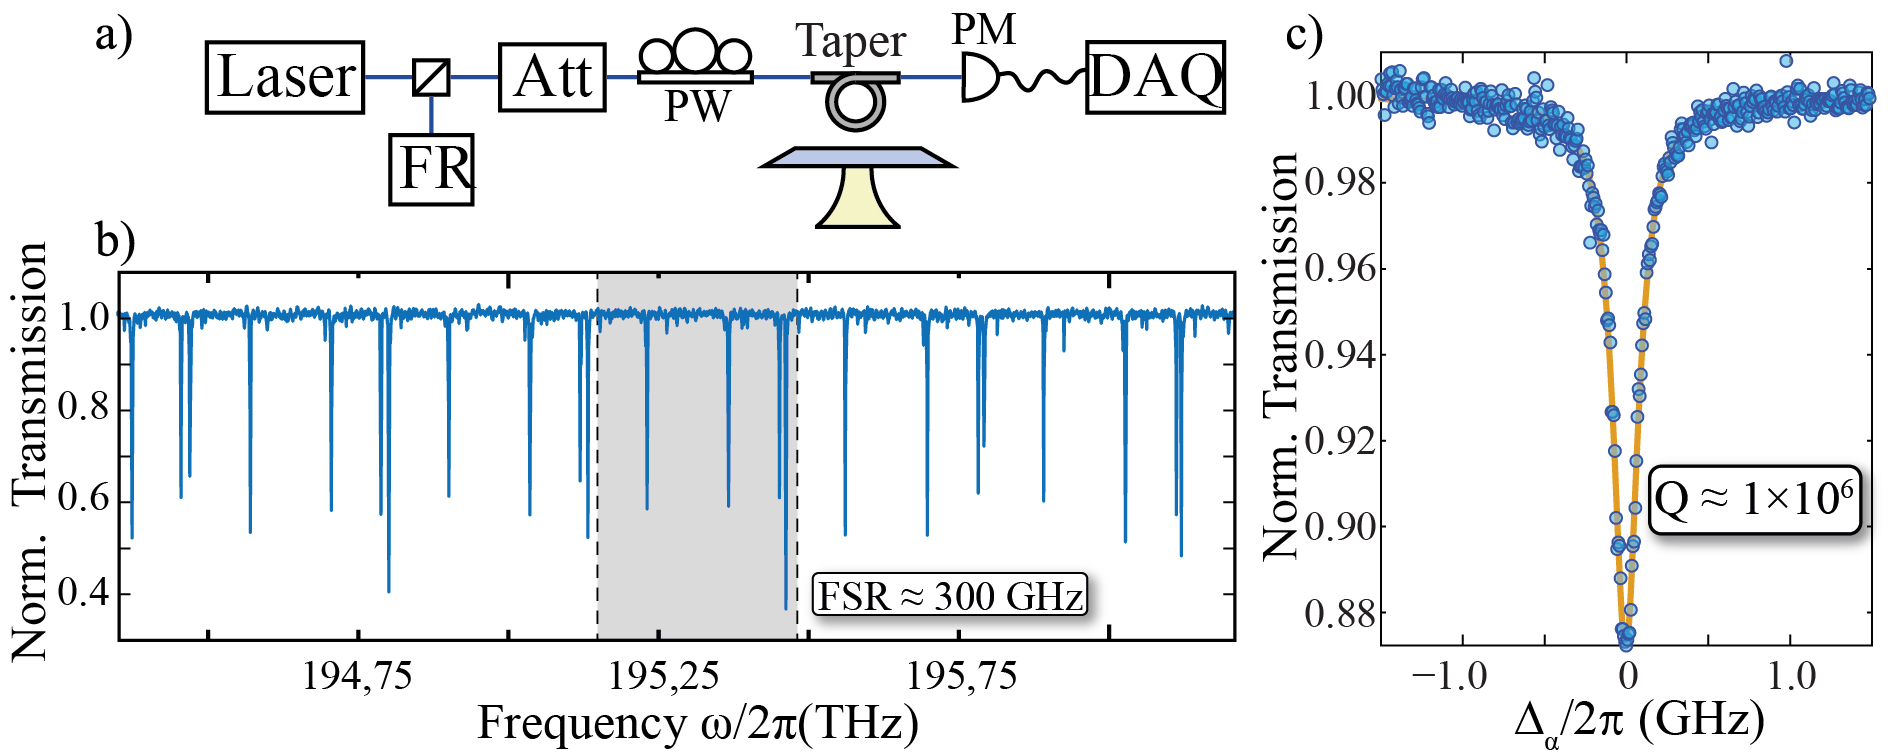 a)
Laser
FR
Att
PW
Taper
PM
DAQ
b)
Norm. Transmission
1.0
0.8
0.6
0.4
FSR ≈ 300 GHz
194,75
195,25
195,75
Frequency ω/2π(THz)
c)
Norm. Transmission
1.00
0.98
0.96
0.94
0.92
0.90
0.88
Q ≈ 1×10⁶
−1.0
0
1.0
Δα/2π (GHz)